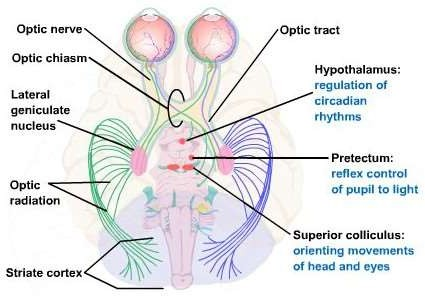 Optic nerve
Optic chiasm
Lateral
geniculate
nucleus
Optic
radiation
Striate cortex
Optic tract
Hypothalamus:
regulation of
circadian
rhythms
Pretectum:
reflex control
of pupil to light
Superior colliculus:
orienting movements
of head and eyes